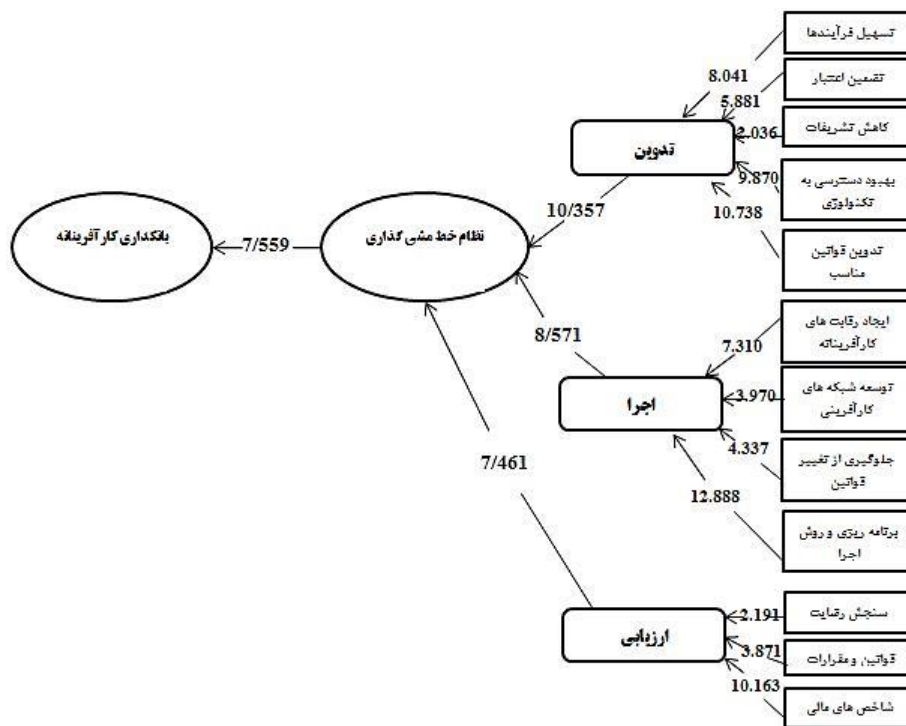 تسهیل فرآیندها
8.041
تضمین اعتبار
5.881
کاهش تشریفات
2.036
تدوین
بهبود دسترسی به
تکنولوژی
9.870
10.738
تدوین قوانین
مناسب
10/357
نظام خط مشی گذاری
7/559
بانکداری کارآفرینانه
ایجاد رقابت های
کارآفرینانه
7.310
8/571
توسعه شبکه های
کارآفرینی
3.970
اجرا
جلوگیری از تغییر
قوانین
4.337
7/461
12.888
برنامه ریزی و روش
اجرا
سنجش رقابت
2.191
ارزیابی
قوانین و مقرارات
3.871
10.163
شاخص های مالی